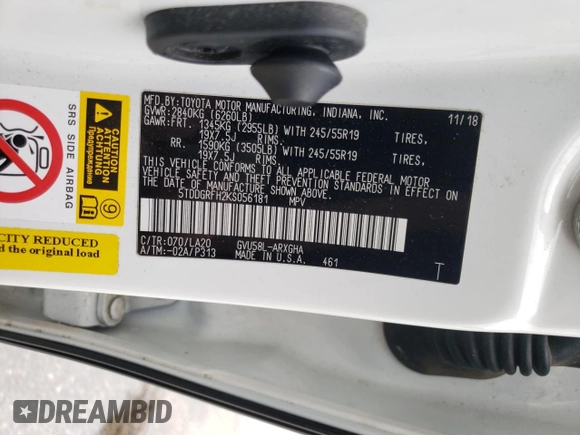 MFD.BY:TOYOTA MOTOR MANUFACTURING, INDIANA, INC. 11/18
GVWR: 2840KG (6260LB)
GAWR:FRT. 1345KG (2955LB) WITH 245/55R19 TIRES,
19X7.5J RIMS,
RR. 1590KG (3505LB) WITH 245/55R19 TIRES,
19X7.5J RIMS.
THIS VEHICLE CONFORMS TO ALL APPLICABLE FEDERAL MOTOR
VEHICLE SAFETY, THEFT PREVENTION STANDARDS IN EFFECT ON
THE DATE OF MANUFACTURE SHOWN ABOVE.
5TDDGRFH2KS056181 MPV
C/TR:070/LA20 GVU58L-ARXGHA
A/TM:-02A/P313 MADE IN U.S.A. 461 T
SRS SIDE AIRBAG
CAUTION
ACHTUNG
ATTENTION
CITY REDUCED
d the original load
DREAMBID